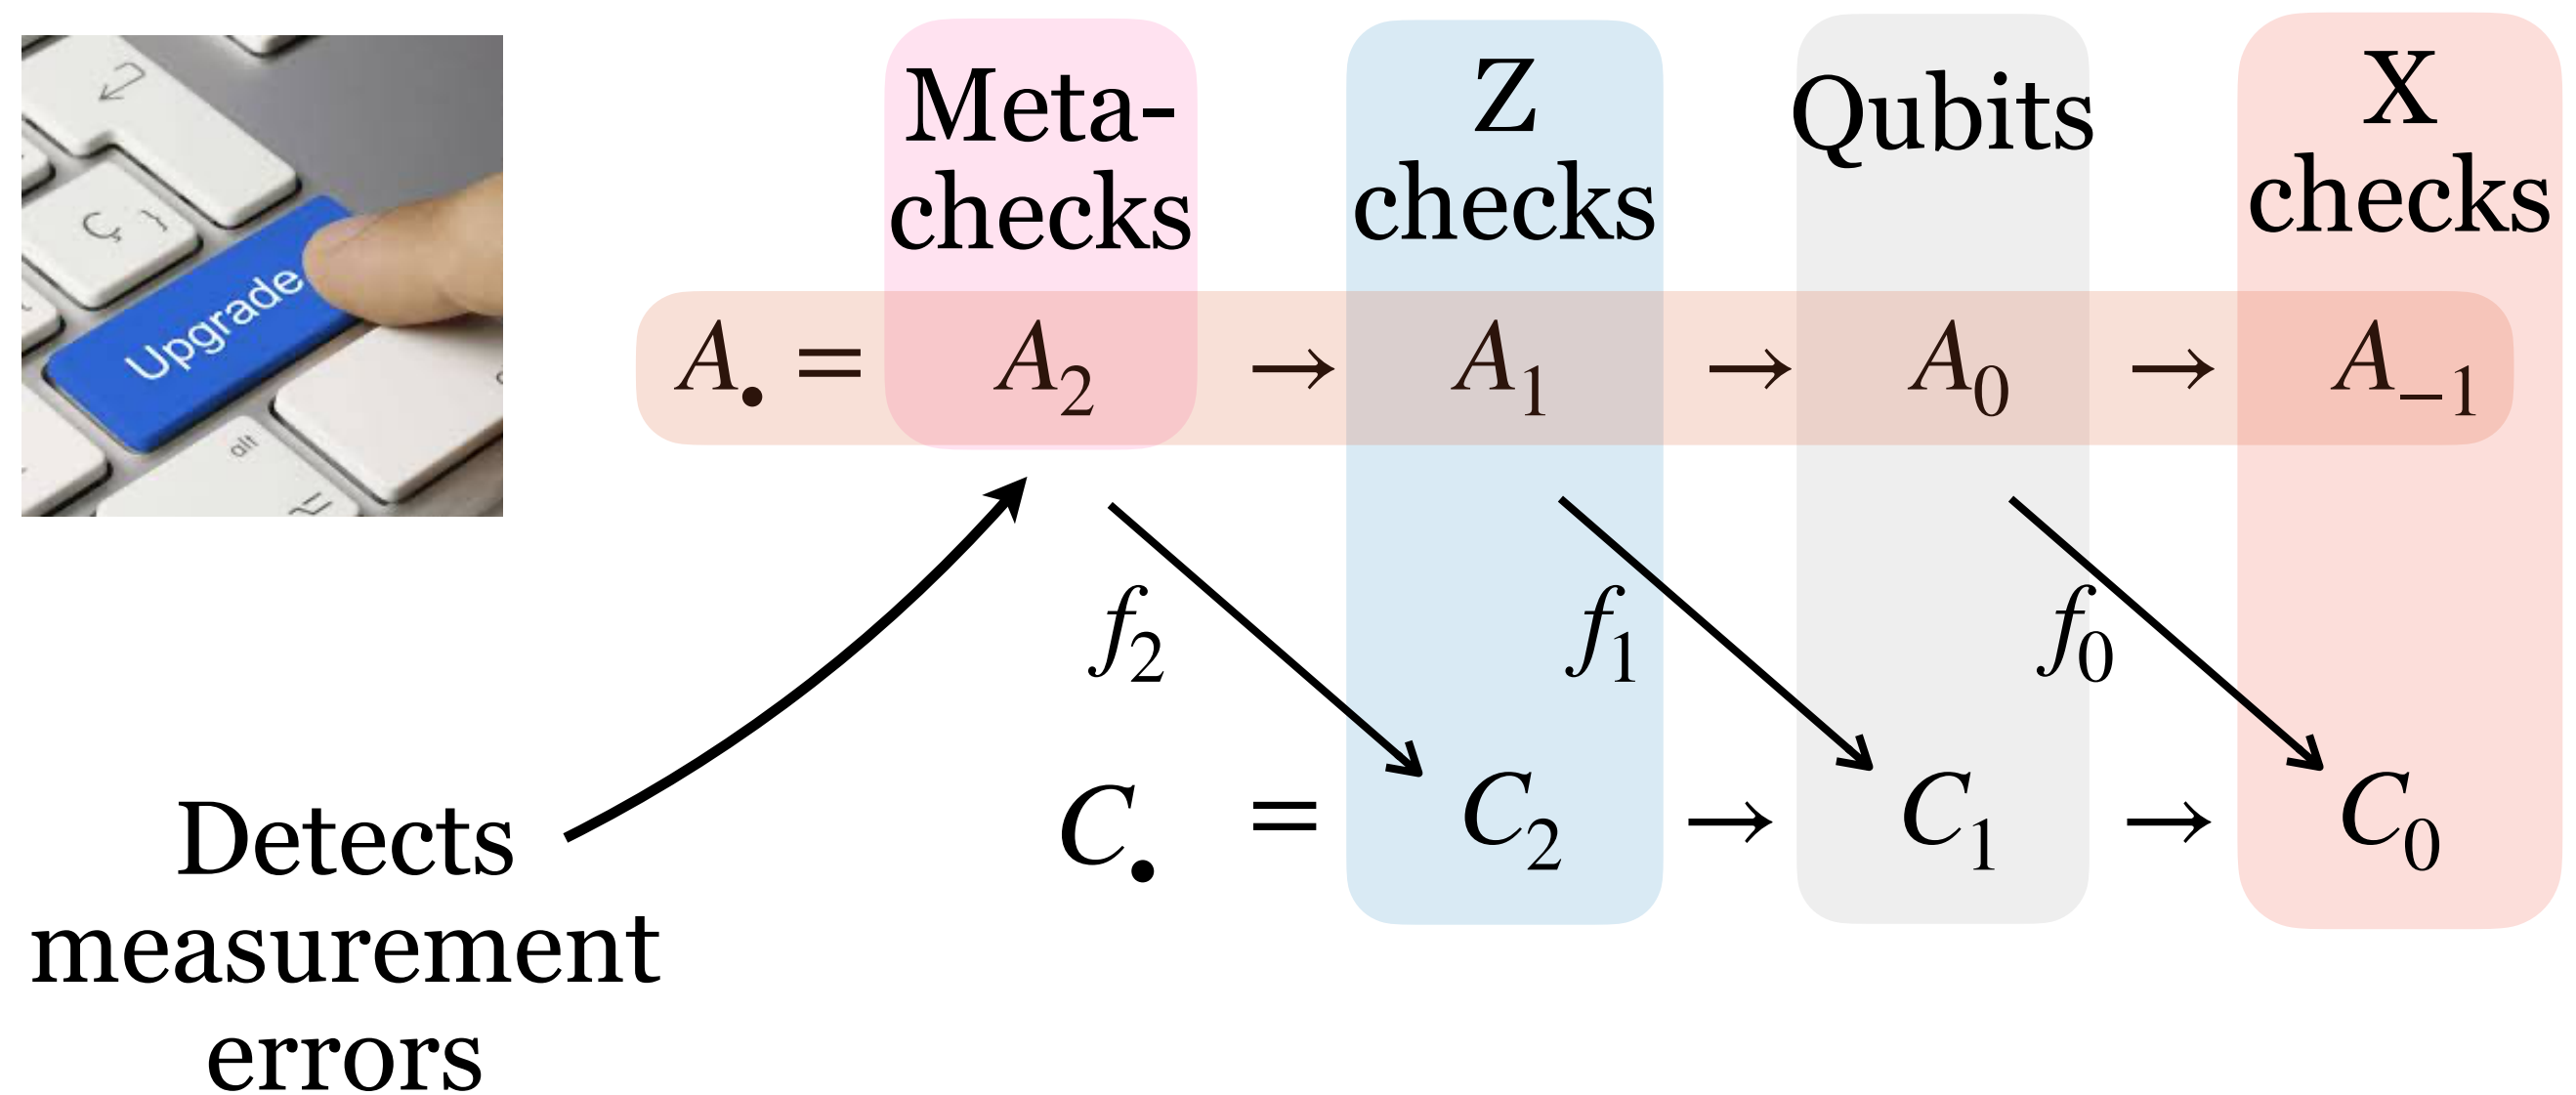 Meta-
checks
Z
checks
Qubits
X
checks
Ç }
Upgrade
alt
A• = A₂ → A₁ → A₀ → A₋₁
f₂ f₁ f₀
C• = C₂ → C₁ → C₀
Detects
measurement
errors